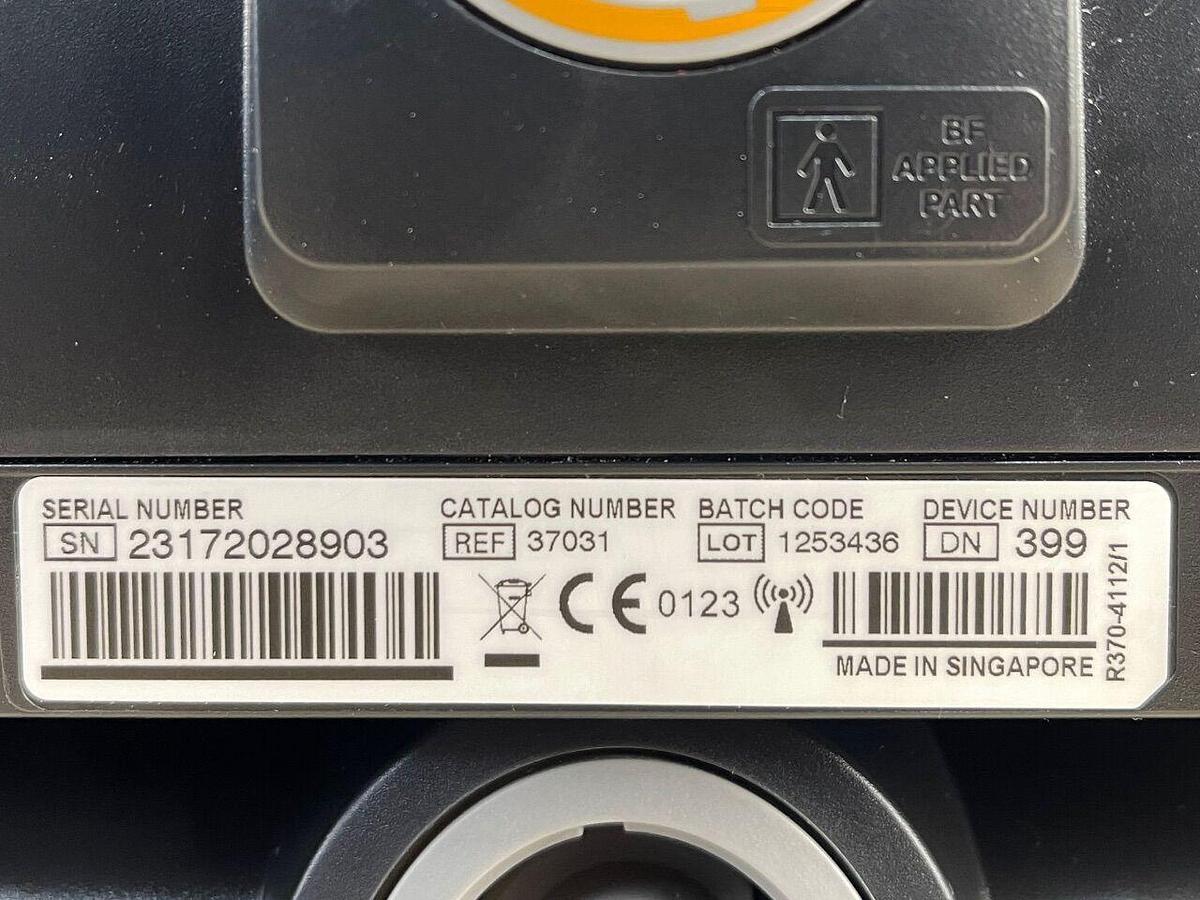 BF
APPLIED
PART
SERIAL NUMBER
SN 23172028903
CATALOG NUMBER
REF 37031
BATCH CODE
LOT 1253436
DEVICE NUMBER
DN 399
CE 0123
MADE IN SINGAPORE
R370-4112/1